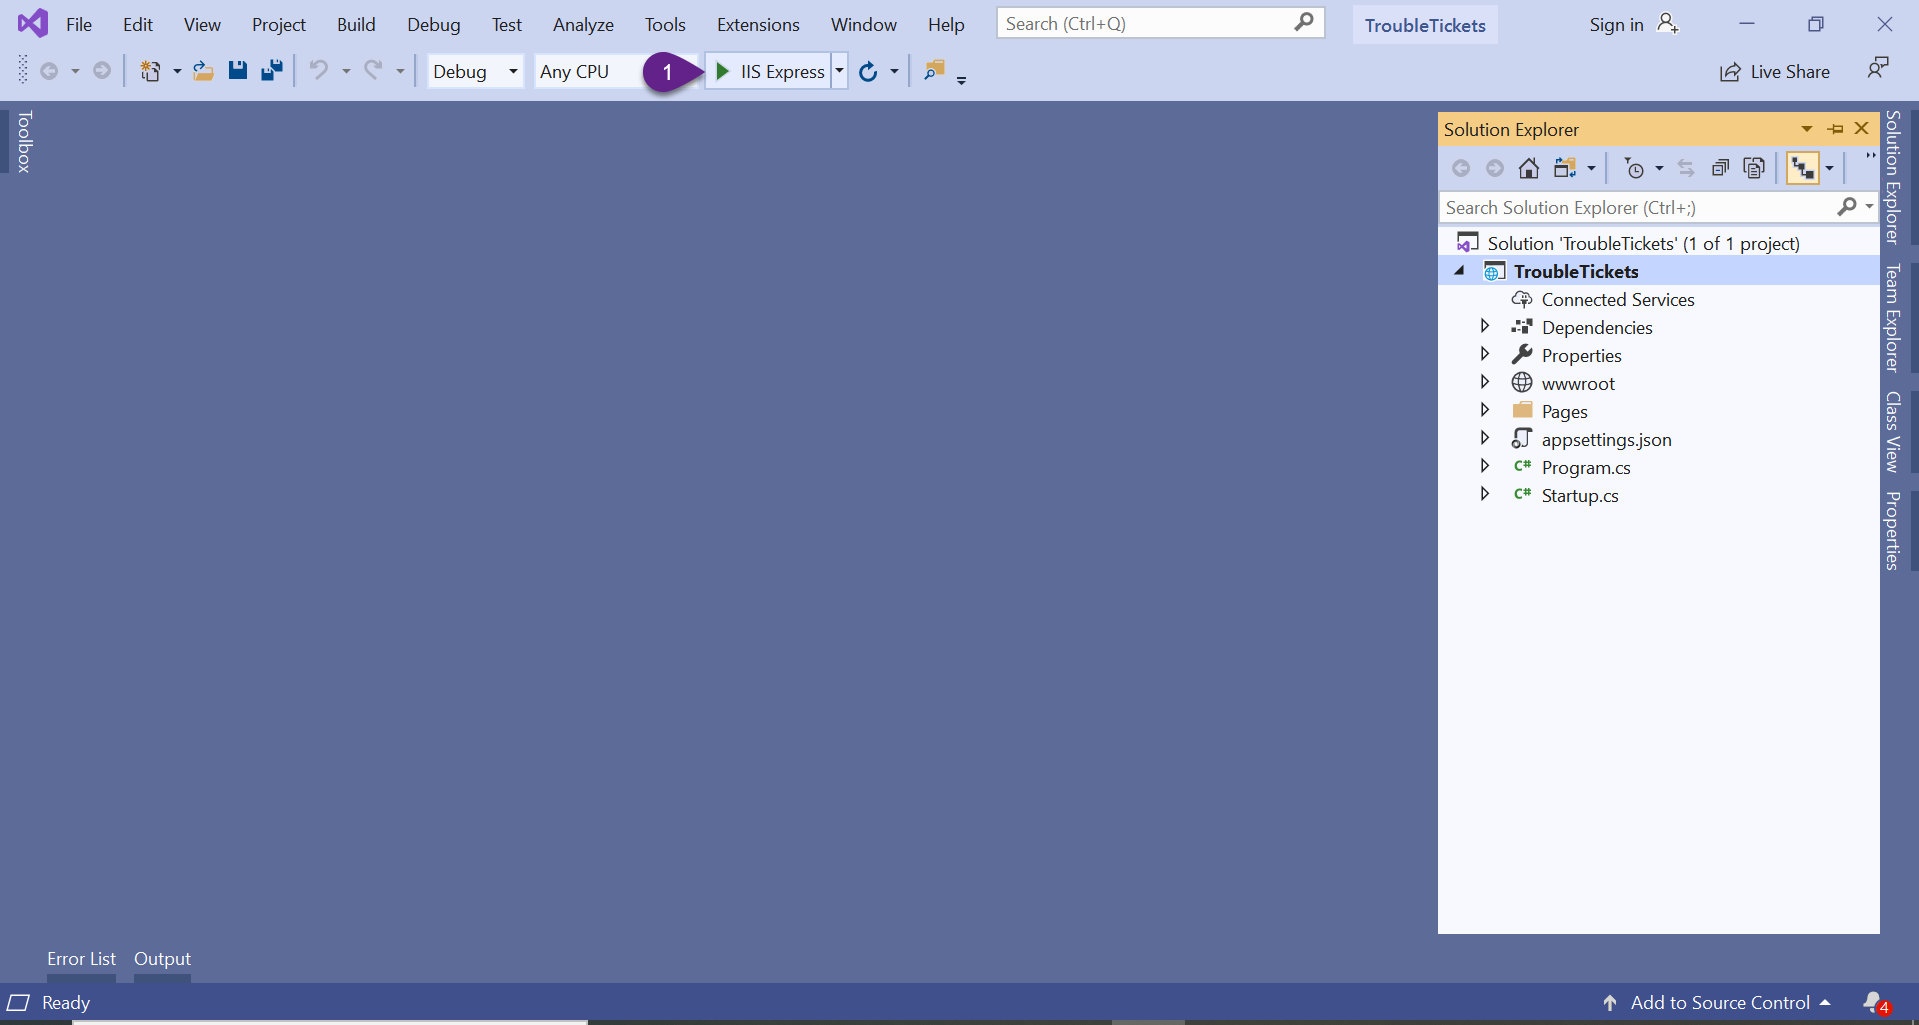 File Edit View Project Build Debug Test Analyze Tools Extensions Window Help Search (Ctrl+Q) TroubleTickets Sign in
Debug Any CPU 1 IIS Express Live Share
Toolbox
Solution Explorer
Search Solution Explorer (Ctrl+;)
Solution 'TroubleTickets' (1 of 1 project)
TroubleTickets
Connected Services
Dependencies
Properties
wwwroot
Pages
appsettings.json
C# Program.cs
C# Startup.cs
Solution Explorer
Team Explorer
Class View
Properties
Error List Output
Ready Add to Source Control 4